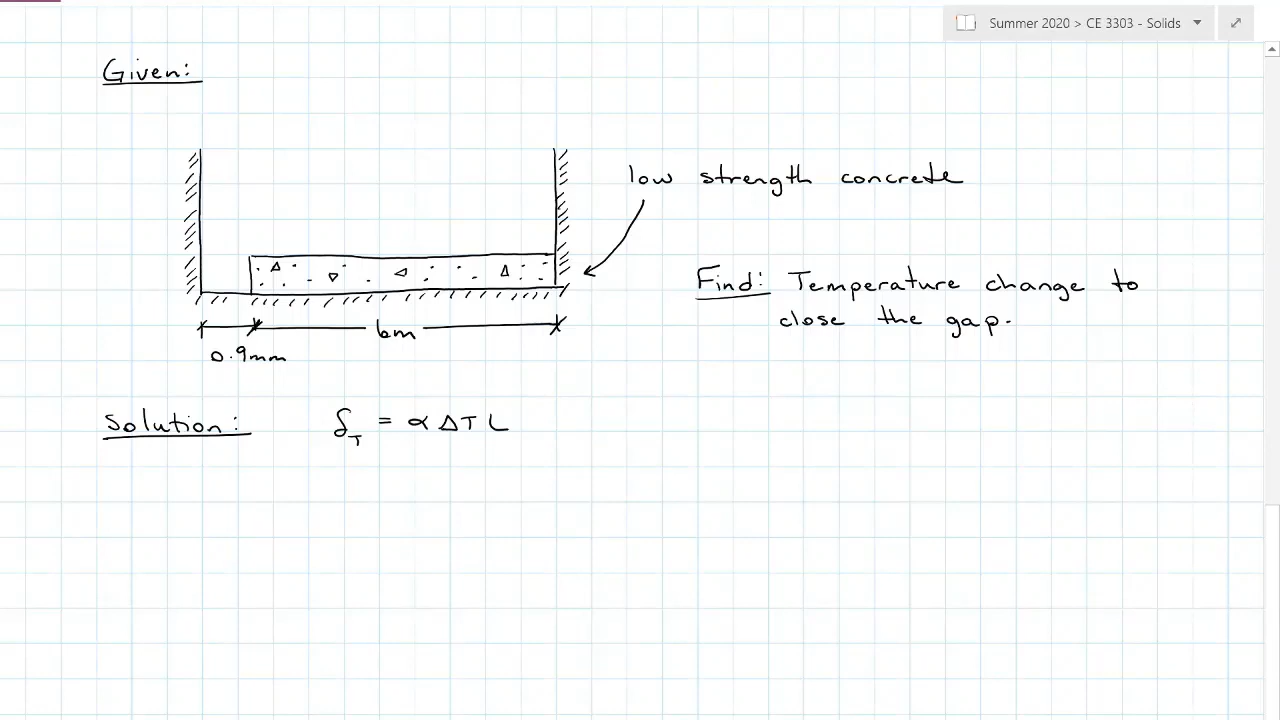 Summer 2020 > CE 3303 - Solids
Given:
low strength concrete
Find: Temperature change to
close the gap.
6m
0.9mm
Solution: δ_T = α ΔT L